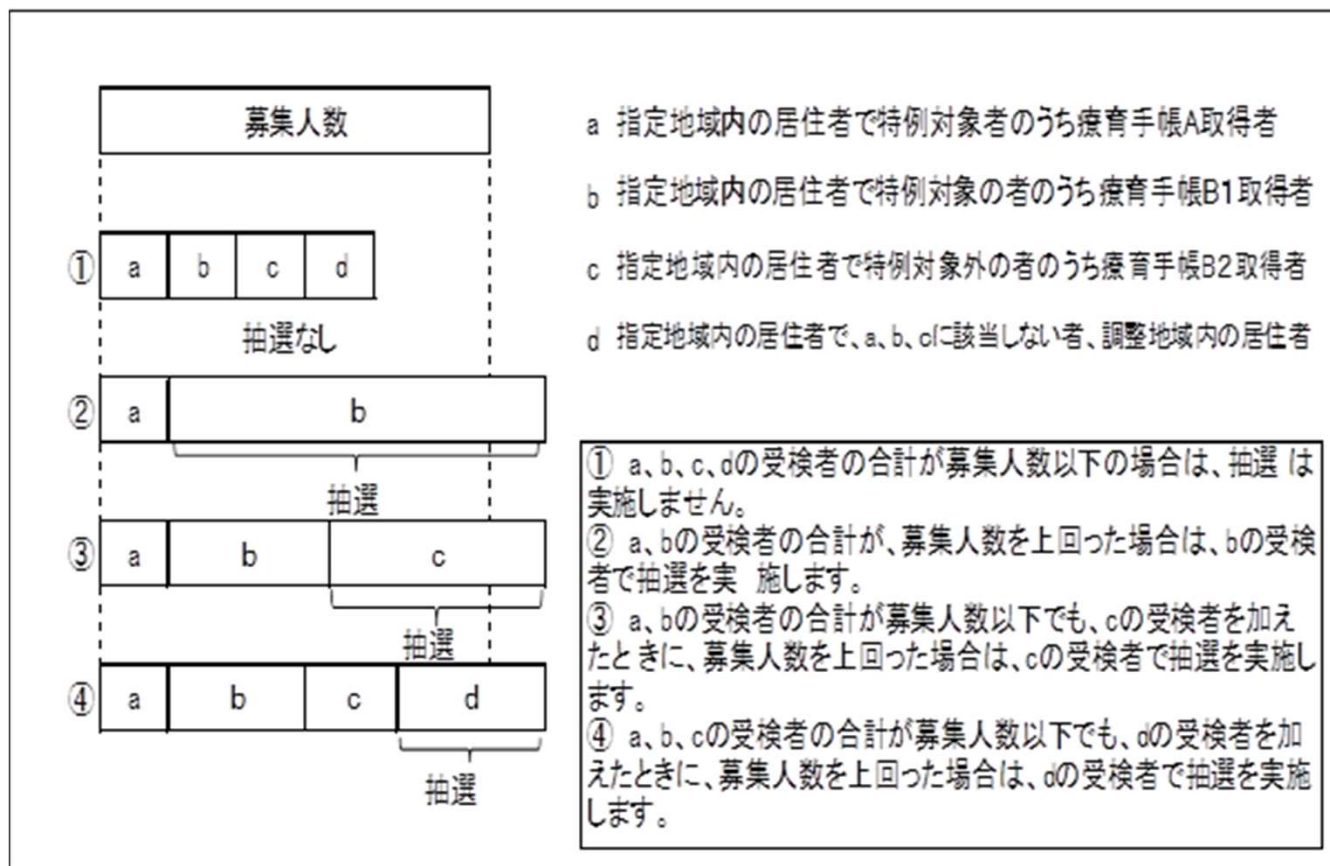 募集人数
a 指定地域内の居住者で特例対象者のうち療育手帳A取得者
b 指定地域内の居住者で特例対象の者のうち療育手帳B1取得者
c 指定地域内の居住者で特例対象外の者のうち療育手帳B2取得者
d 指定地域内の居住者で、a、b、cに該当しない者、調整地域内の居住者
① a b c d
抽選なし
② a b
抽選
③ a b c
抽選
④ a b c d
抽選
① a、b、c、dの受検者の合計が募集人数以下の場合は、抽選 は
実施しません。
② a、bの受検者の合計が、募集人数を上回った場合は、bの受検
者で抽選を実 施します。
③ a、bの受検者の合計が募集人数以下でも、cの受検者を加え
たときに、募集人数を上回った場合は、cの受検者で抽選を実施し
ます。
④ a、b、cの受検者の合計が募集人数以下でも、dの受検者を加
えたときに、募集人数を上回った場合は、dの受検者で抽選を実施
します。